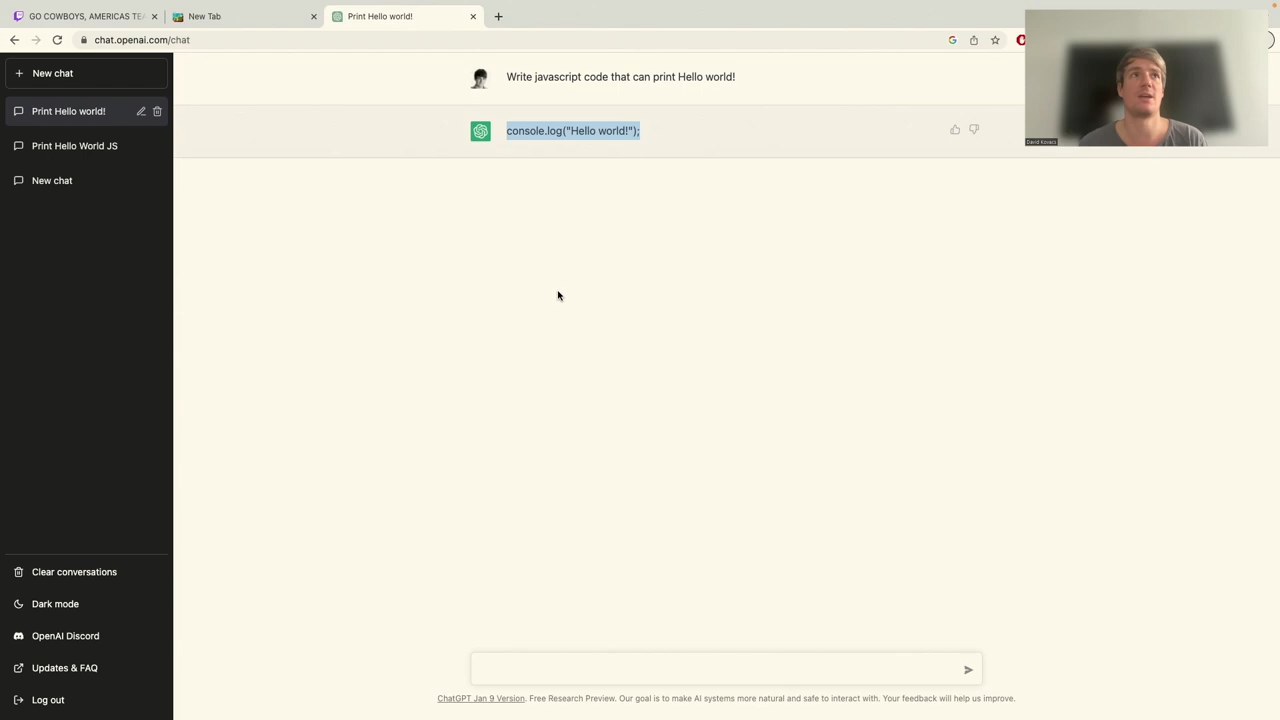 GO COWBOYS, AMERICAS TEA
New Tab
Print Hello world!
chat.openai.com/chat
New chat
Print Hello world!
Print Hello World JS
New chat
Clear conversations
Dark mode
OpenAI Discord
Updates & FAQ
Log out
Write javascript code that can print Hello world!
console.log("Hello world!");
David Kovacs
ChatGPT Jan 9 Version. Free Research Preview. Our goal is to make AI systems more natural and safe to interact with. Your feedback will help us improve.